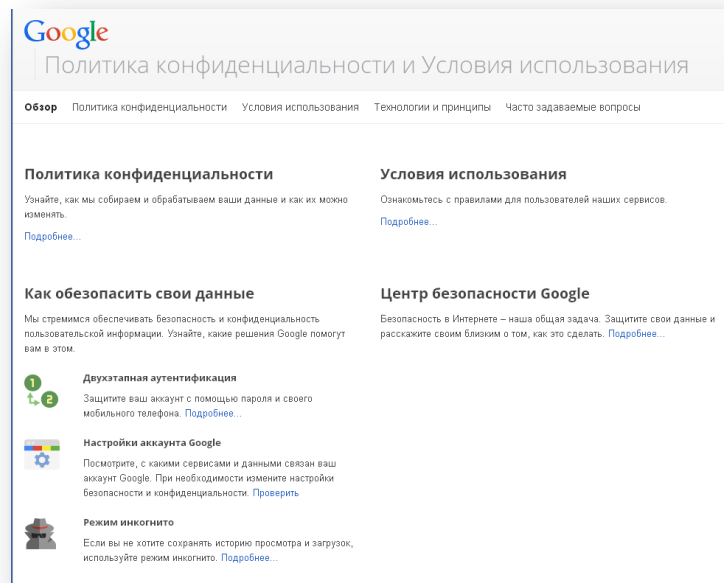 Google
Политика конфиденциальности и Условия использования
Обзор Политика конфиденциальности Условия использования Технологии и принципы Часто задаваемые вопросы
Политика конфиденциальности
Узнайте, как мы собираем и обрабатываем ваши данные и как их можно
изменять.
Подробнее...
Условия использования
Ознакомьтесь с правилами для пользователей наших сервисов.
Подробнее...
Как обезопасить свои данные
Мы стремимся обеспечивать безопасность и конфиденциальность
пользовательской информации. Узнайте, какие решения Google помогут
вам в этом.
1
2
Двухэтапная аутентификация
Защитите ваш аккаунт с помощью пароля и своего
мобильного телефона. Подробнее...
Настройки аккаунта Google
Посмотрите, с какими сервисами и данными связан ваш
аккаунт Google. При необходимости измените настройки
безопасности и конфиденциальности. Проверить
Режим инкогнито
Если вы не хотите сохранять историю просмотра и загрузок,
используйте режим инкогнито. Подробнее...
Центр безопасности Google
Безопасность в Интернете – наша общая задача. Защитите свои данные и
расскажите своим близким о том, как это сделать. Подробнее...